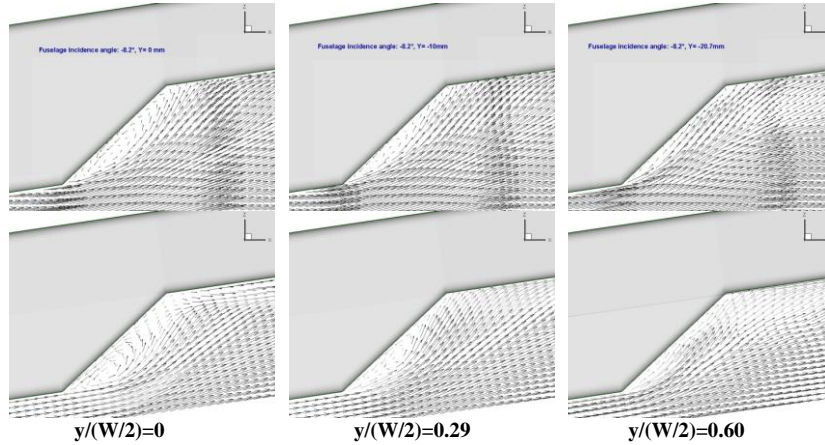 Z
X
Fuselage incidence angle: -8.2°, Y= 0 mm
Z
X
Fuselage incidence angle: -8.2°, Y= -10mm
Z
X
Fuselage incidence angle: -8.2°, Y= -20.7mm
Z
X
Z
X
Z
X
y/(W/2)=0
y/(W/2)=0.29
y/(W/2)=0.60